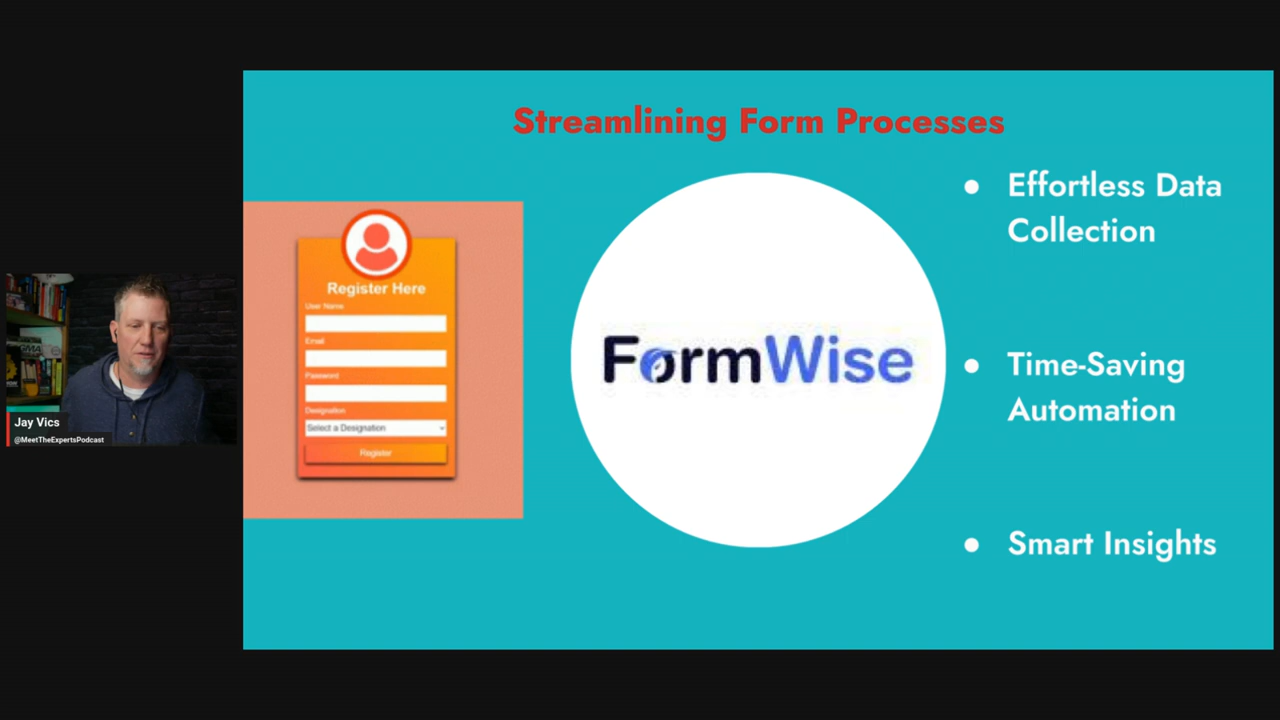 Streamlining Form Processes
Register Here
User Name
Email
Password
Designation
Select a Designation
Register
FormWise
● Effortless Data
Collection
● Time-Saving
Automation
● Smart Insights
Jay Vics
@MeetTheExpertsPodcast